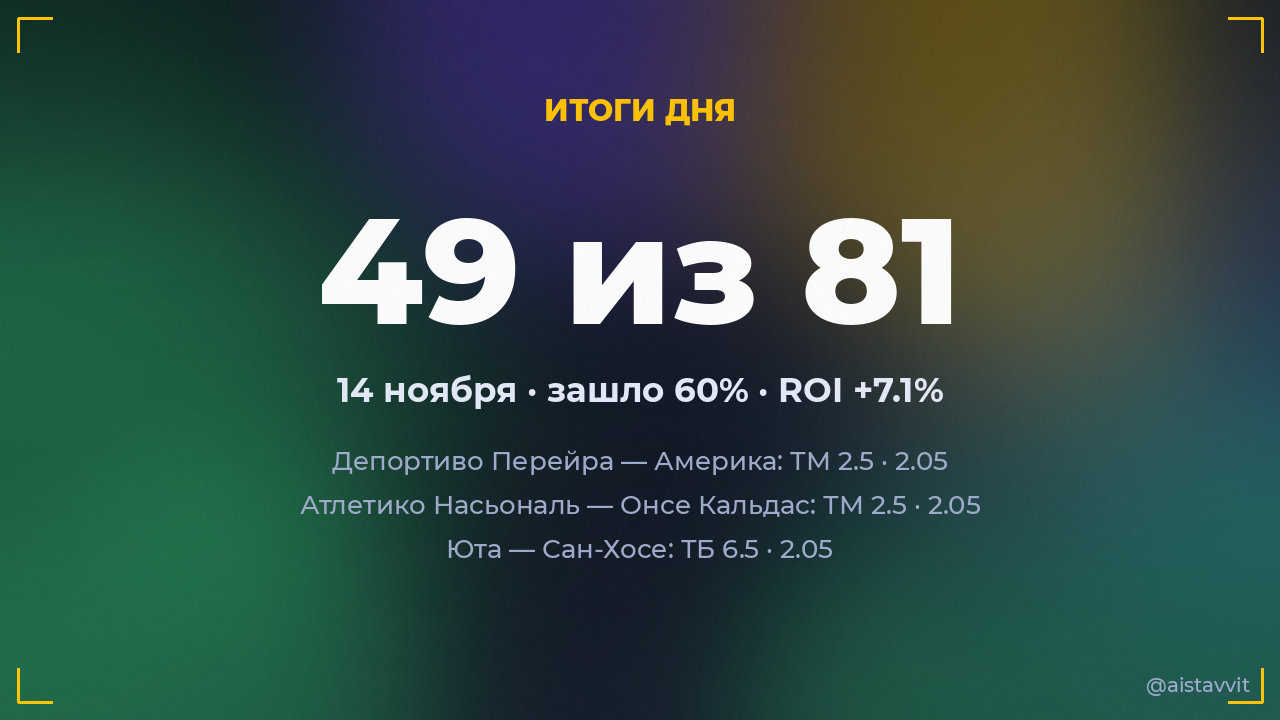 ИТОГИ ДНЯ
49 из 81
14 ноября · зашло 60% · ROI +7.1%
Депортиво Перейра — Америка: ТМ 2.5 · 2.05
Атлетико Насьональ — Онсе Кальдас: ТМ 2.5 · 2.05
Юта — Сан-Хосе: ТБ 6.5 · 2.05
@aistavvit